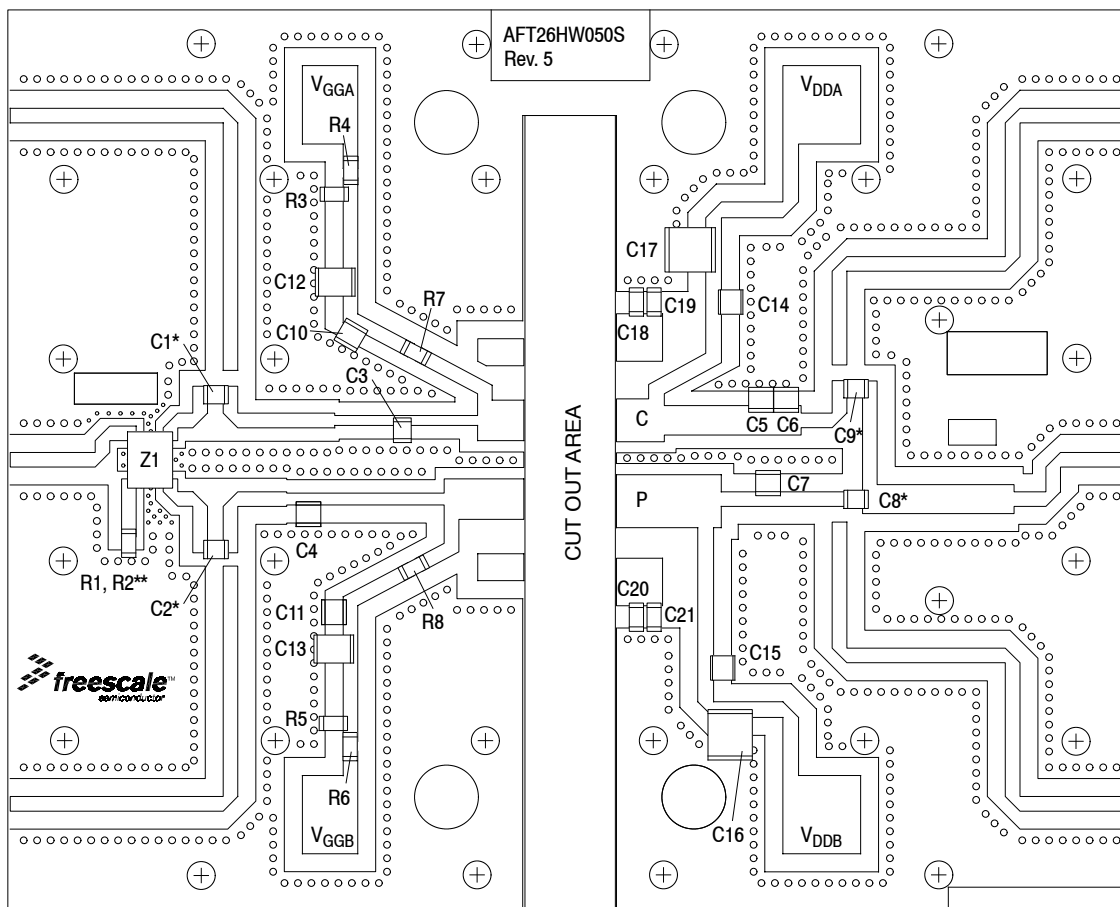 AFT26HW050S
Rev. 5
VGGA
VDDA
R4
R3
C17
C12
R7
C19
C14
C10
C18
C1*
C3
C
C5
C6
C9*
Z1
C7
P
C8*
CUT OUT AREA
C4
R1, R2**
C2*
C11
R8
C20
C21
C13
C15
freescale™
semiconductor
R5
R6
C16
VGGB
VDDB